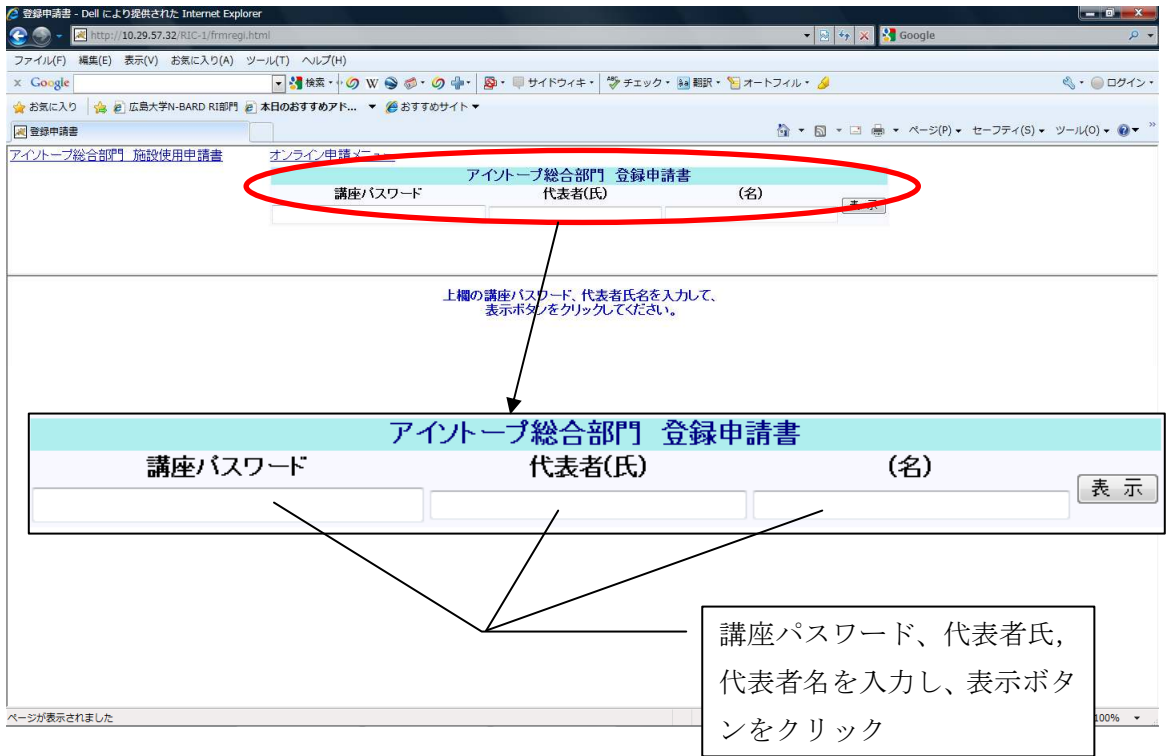 登録申請書 - Dell により提供された Internet Explorer
http://10.29.57.32/RIC-1/frmregi.html
Google
ファイル(F) 編集(E) 表示(V) お気に入り(A) ツール(T) ヘルプ(H)
x Google 検索 サイドウィキ チェック 翻訳 オートフィル ログイン
お気に入り 広島大学N-BARD RI部門 本日のおすすめアド... おすすめサイト
登録申請書 ページ(P) セーフティ(S) ツール(O)
アイソトープ総合部門 施設使用申請書 オンライン申請メニュー
アイソトープ総合部門 登録申請書
講座パスワード 代表者(氏) (名)
表 示
上欄の講座パスワード、代表者氏名を入力して、
表示ボタンをクリックしてください。
アイソトープ総合部門 登録申請書
講座パスワード 代表者(氏) (名)
表 示
講座パスワード、代表者氏,
代表者名を入力し、表示ボタ
ンをクリック
ページが表示されました 100%